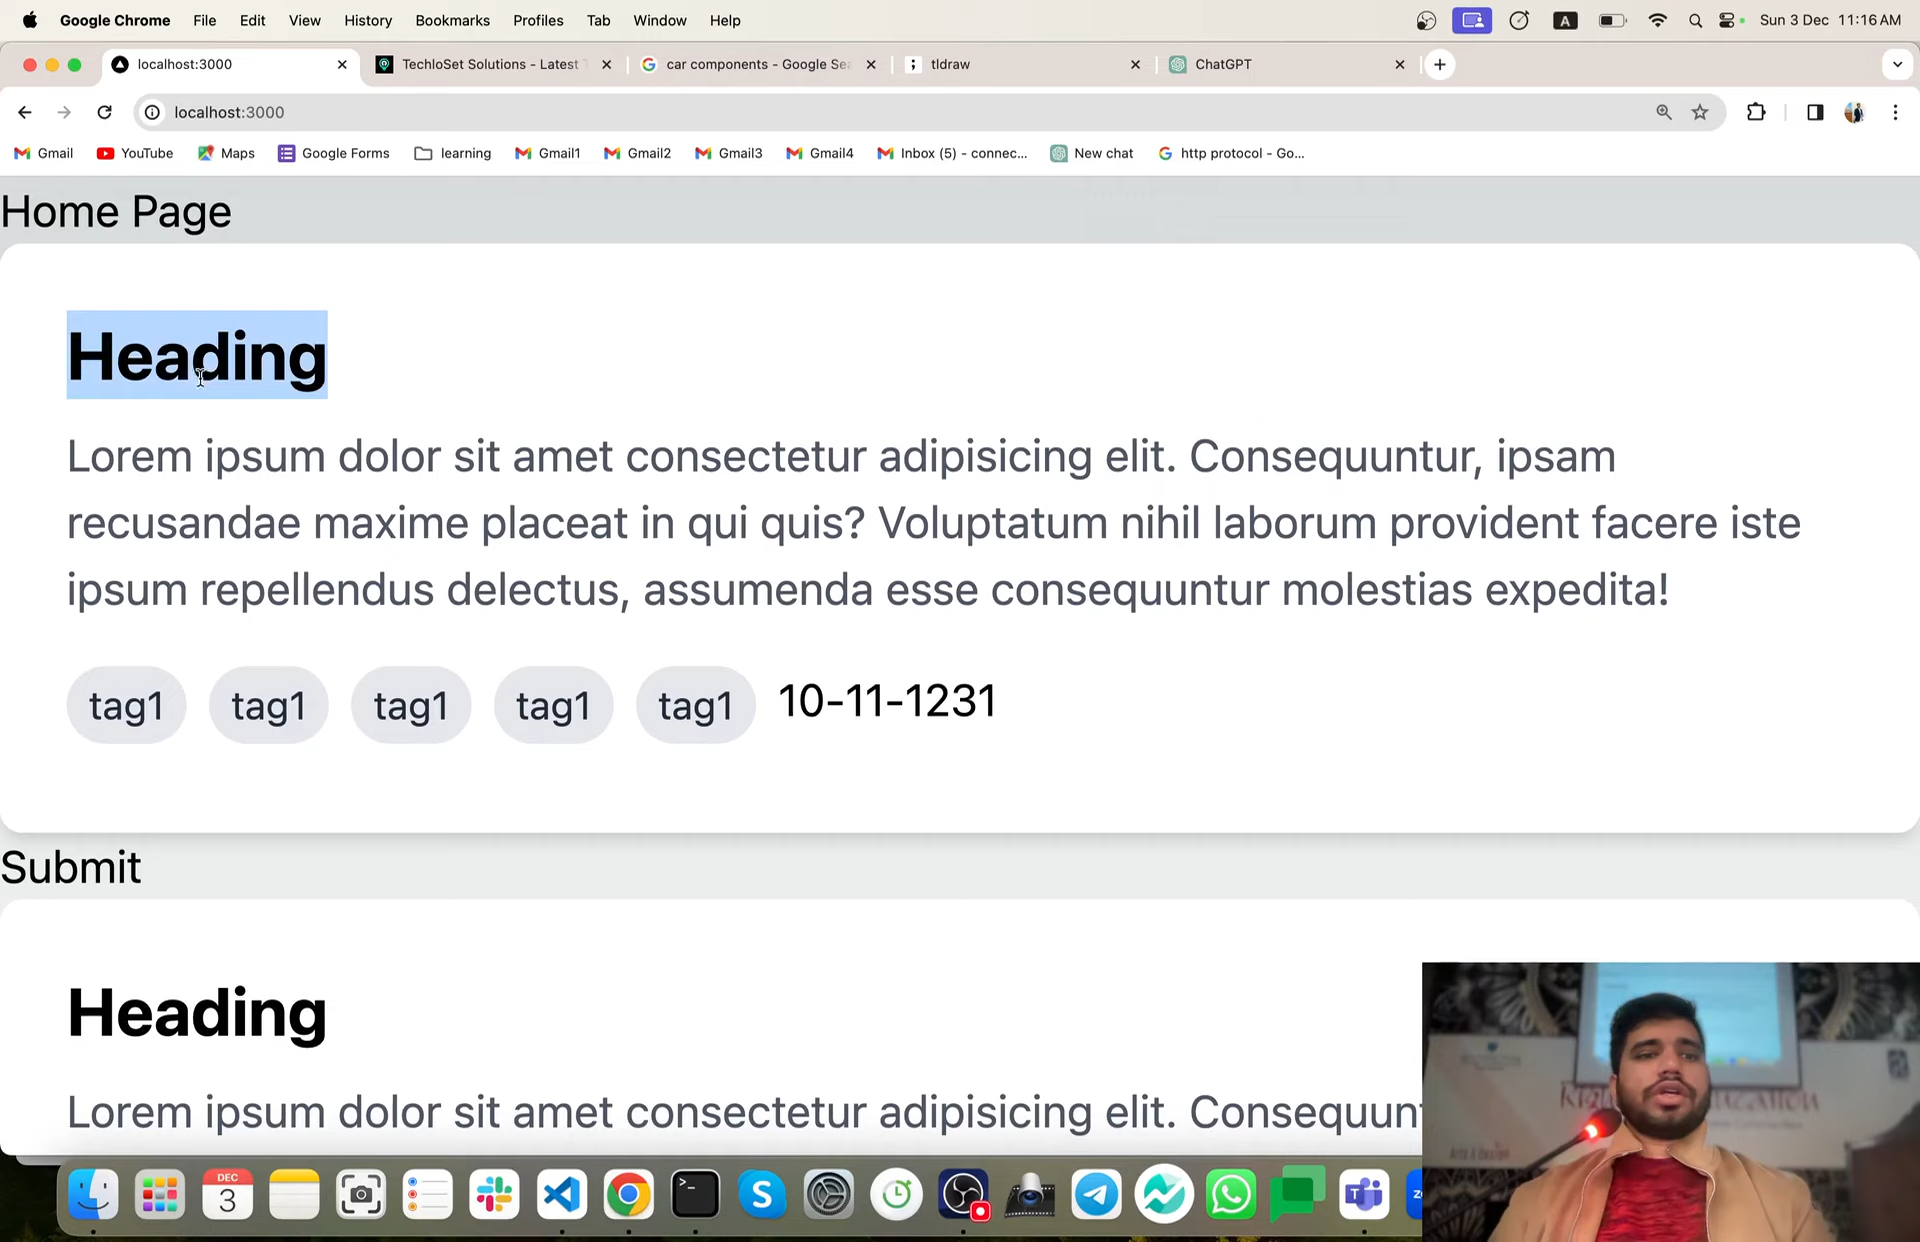 Google Chrome File Edit View History Bookmarks Profiles Tab Window Help A Sun 3 Dec 11:16 AM
localhost:3000 TechloSet Solutions - Latest car components - Google Sea tldraw ChatGPT
localhost:3000
Gmail YouTube Maps Google Forms learning Gmail1 Gmail2 Gmail3 Gmail4 Inbox (5) - connec... New chat http protocol - Go...
Home Page
Heading
Lorem ipsum dolor sit amet consectetur adipisicing elit. Consequuntur, ipsam
recusandae maxime placeat in qui quis? Voluptatum nihil laborum provident facere iste
ipsum repellendus delectus, assumenda esse consequuntur molestias expedita!
tag1 tag1 tag1 tag1 tag1 10-11-1231
Submit
Heading
Lorem ipsum dolor sit amet consectetur adipisicing elit. Consequunt
DEC
3